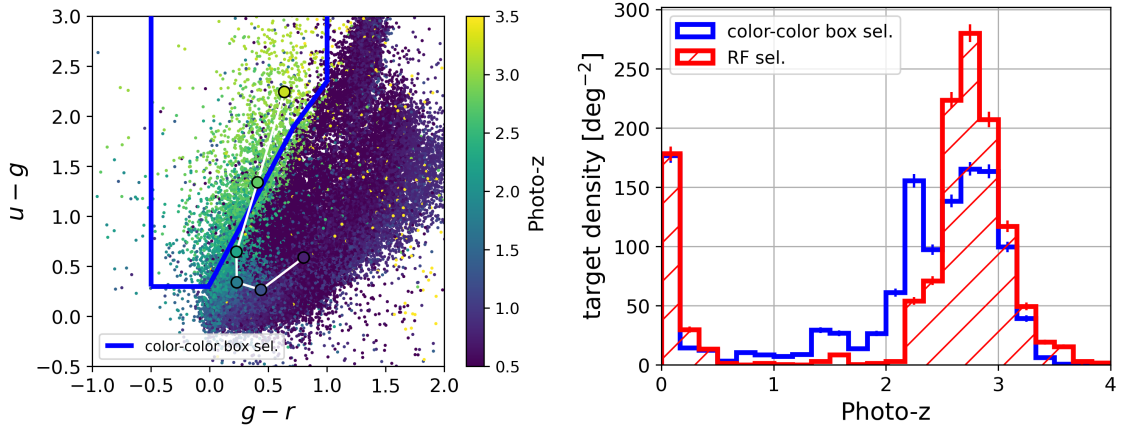 3.0
2.5
2.0
1.5
1.0
0.5
0.0
−0.5
u − g
−1.0 −0.5 0.0 0.5 1.0 1.5 2.0
g − r
color-color box sel.
3.5
3.0
2.5
2.0
1.5
1.0
0.5
Photo-z
300
250
200
150
100
50
0
target density [deg⁻²]
color-color box sel.
RF sel.
0 1 2 3 4
Photo-z